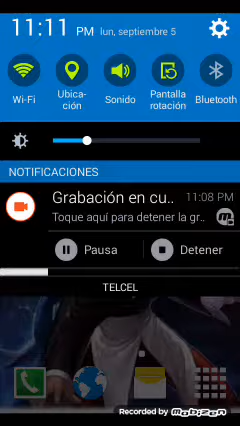 11:11 PM lun, septiembre 5
Wi-Fi
Ubica-
ción
Sonido
Pantalla
rotación
Bluetooth
NOTIFICACIONES
Grabación en cu.. 11:08 PM
Toque aquí para detener la gr..
Pausa
Detener
TELCEL
Recorded by mobizen